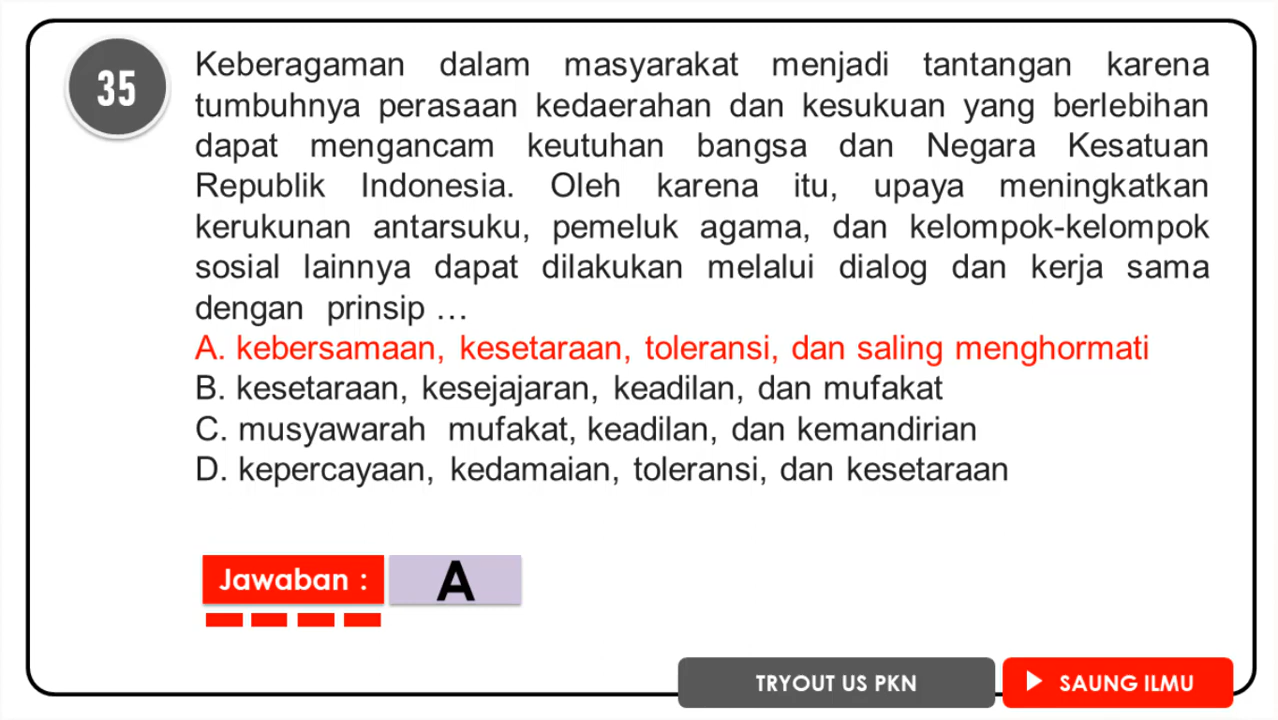 35
Keberagaman dalam masyarakat menjadi tantangan karena
tumbuhnya perasaan kedaerahan dan kesukuan yang berlebihan
dapat mengancam keutuhan bangsa dan Negara Kesatuan
Republik Indonesia. Oleh karena itu, upaya meningkatkan
kerukunan antarsuku, pemeluk agama, dan kelompok-kelompok
sosial lainnya dapat dilakukan melalui dialog dan kerja sama
dengan prinsip …
A. kebersamaan, kesetaraan, toleransi, dan saling menghormati
B. kesetaraan, kesejajaran, keadilan, dan mufakat
C. musyawarah mufakat, keadilan, dan kemandirian
D. kepercayaan, kedamaian, toleransi, dan kesetaraan
Jawaban : A
TRYOUT US PKN SAUNG ILMU